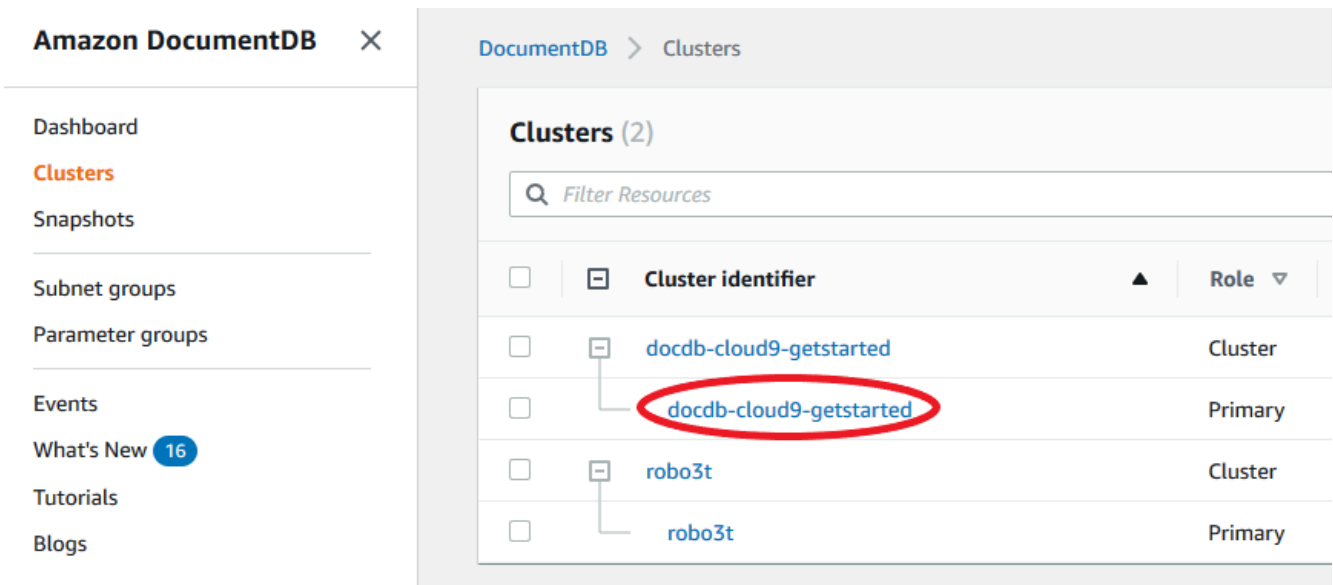 Amazon DocumentDB
Dashboard
Clusters
Snapshots
Subnet groups
Parameter groups
Events
What's New 16
Tutorials
Blogs
DocumentDB > Clusters
Clusters (2)
Filter Resources
Cluster identifier Role
docdb-cloud9-getstarted Cluster
docdb-cloud9-getstarted Primary
robo3t Cluster
robo3t Primary